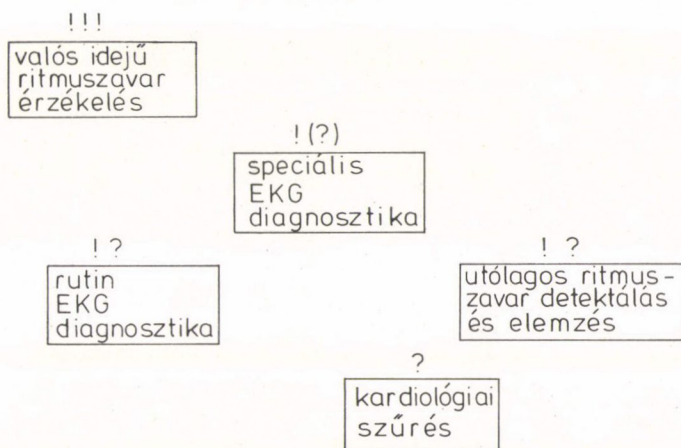 !!!
valós idejű
ritmuszavar
érzékelés
!(?)
speciális
EKG
diagnosztika
! ?
rutin
EKG
diagnosztika
! ?
utólagos ritmus-
zavar detektálás
és elemzés
?
kardiológiai
szűrés